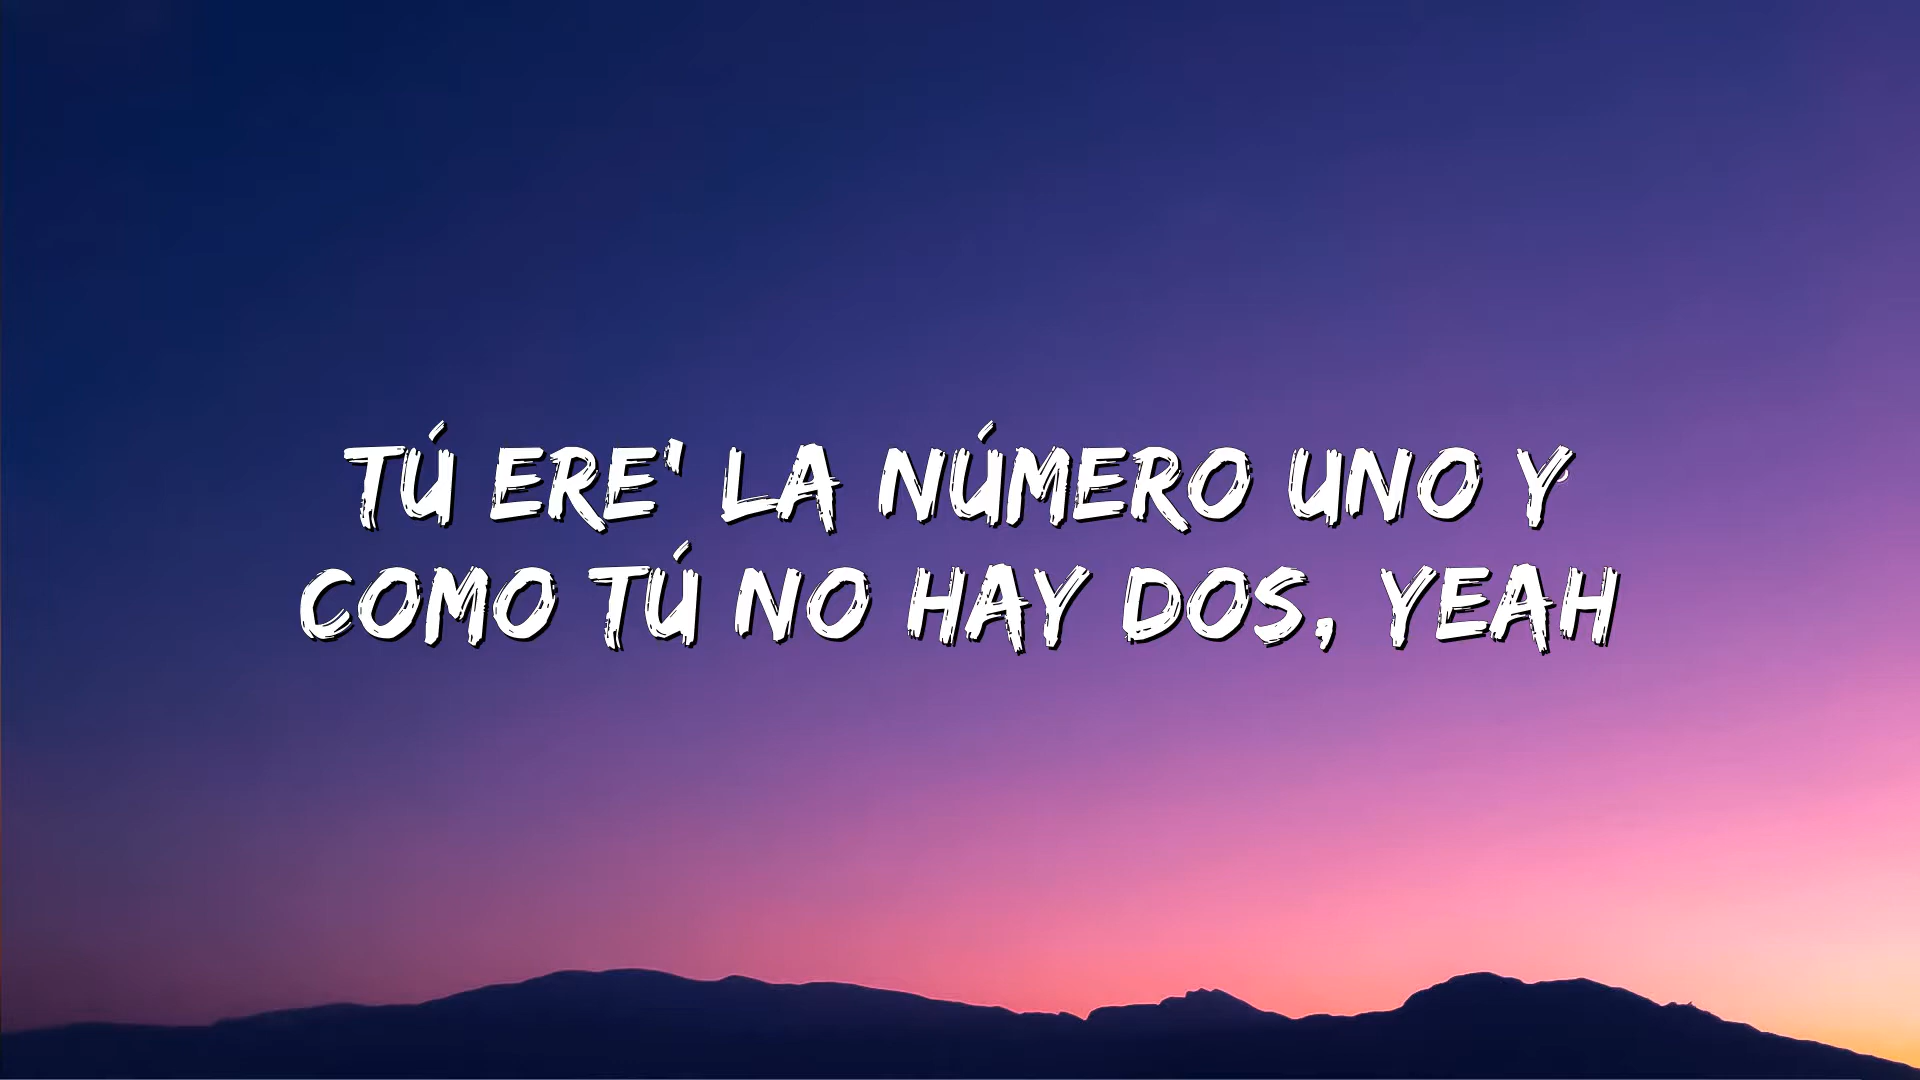 TÚ ERE' LA NÚMERO UNO Y
COMO TÚ NO HAY DOS, YEAH